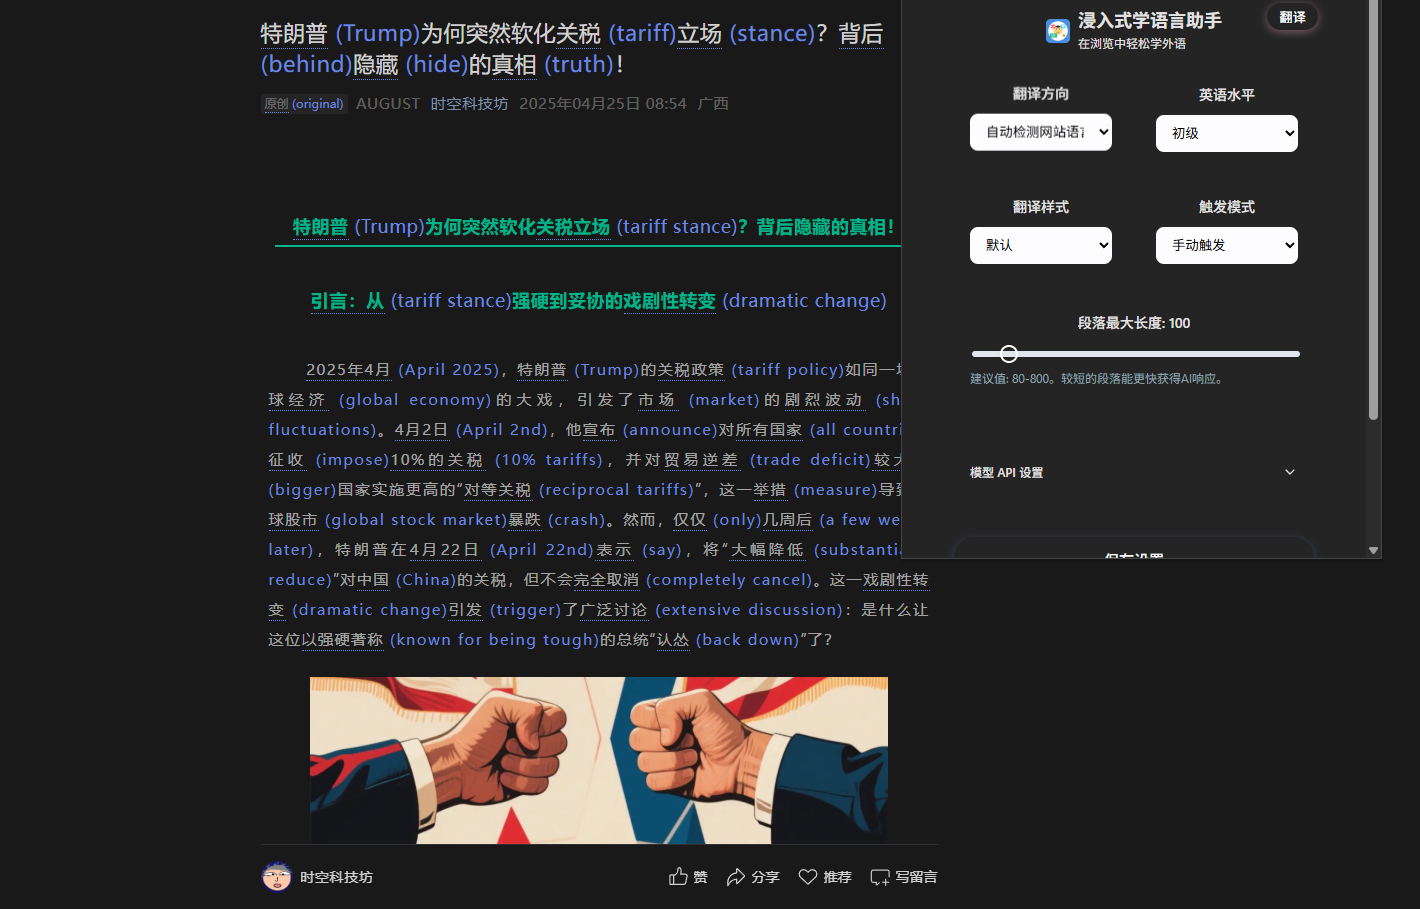 特朗普 (Trump)为何突然软化关税 (tariff)立场 (stance)？背后
(behind)隐藏 (hide)的真相 (truth)！
原创 (original) AUGUST 时空科技坊 2025年04月25日 08:54 广西
特朗普 (Trump)为何突然软化关税立场 (tariff stance)？背后隐藏的真相！
引言：从 (tariff stance)强硬到妥协的戏剧性转变 (dramatic change)
2025年4月 (April 2025)，特朗普 (Trump)的关税政策 (tariff policy)如同一
球经济 (global economy)的大戏，引发了市场 (market)的剧烈波动 (sh
fluctuations)。4月2日 (April 2nd)，他宣布 (announce)对所有国家 (all countri
征收 (impose)10%的关税 (10% tariffs)，并对贸易逆差 (trade deficit)较
(bigger)国家实施更高的“对等关税 (reciprocal tariffs)”，这一举措 (measure)导
球股市 (global stock market)暴跌 (crash)。然而，仅仅 (only)几周后 (a few we
later)，特朗普在4月22日 (April 22nd)表示 (say)，将“大幅降低 (substantia
reduce)”对中国 (China)的关税，但不会完全取消 (completely cancel)。这一戏剧性转
变 (dramatic change)引发 (trigger)了广泛讨论 (extensive discussion)：是什么让
这位以强硬著称 (known for being tough)的总统“认怂 (back down)”了？
时空科技坊 赞 分享 推荐 写留言
浸入式学语言助手
在浏览中轻松学外语
翻译
翻译方向 英语水平
自动检测网站语言 初级
翻译样式 触发模式
默认 手动触发
段落最大长度: 100
建议值: 80-800。较短的段落能更快获得AI响应。
模型 API 设置
保存设置